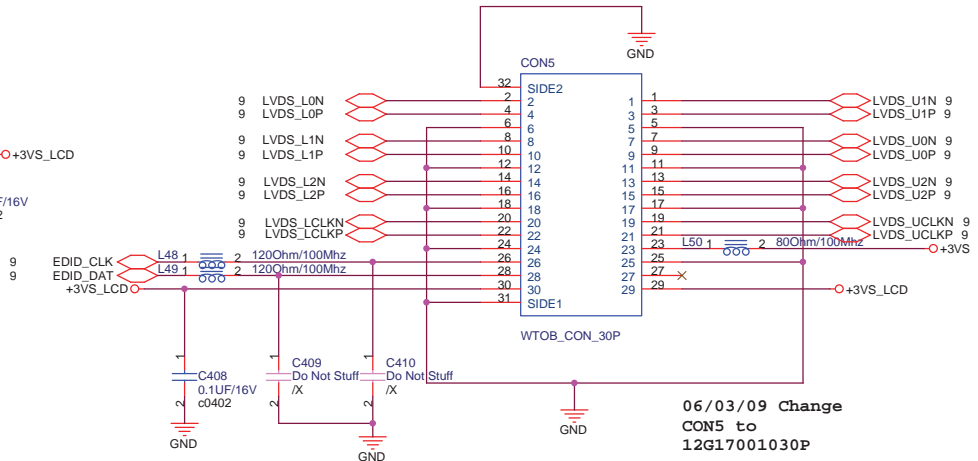 GND
CON5
32 SIDE2
9 LVDS_L0N 2 2 1 1 LVDS_U1N 9
9 LVDS_L0P 4 4 3 3 LVDS_U1P 9
6 6 5 5
9 LVDS_L1N 8 8 7 7 LVDS_U0N 9
+3VS_LCD 9 LVDS_L1P 10 10 9 9 LVDS_U0P 9
12 12 11 11
9 LVDS_L2N 14 14 13 13 LVDS_U2N 9
9 LVDS_L2P 16 16 15 15 LVDS_U2P 9
18 18 17 17
9 LVDS_LCLKN 20 20 19 19 LVDS_UCLKN 9
9 LVDS_LCLKP 22 22 21 21 LVDS_UCLKP 9
24 24 23 23 L50 1 2 80Ohm/100Mhz +3VS
9 EDID_CLK L48 1 2 120Ohm/100Mhz 26 26 25 25
9 EDID_DAT L49 1 2 120Ohm/100Mhz 28 28 27 27
+3VS_LCD 30 30 29 29 +3VS_LCD
31 SIDE1
WTOB_CON_30P
1 1 1
C408 C409 C410
0.1UF/16V Do Not Stuff Do Not Stuff
c0402 /X /X
2 2 2
GND GND GND
06/03/09 Change
CON5 to
12G17001030P